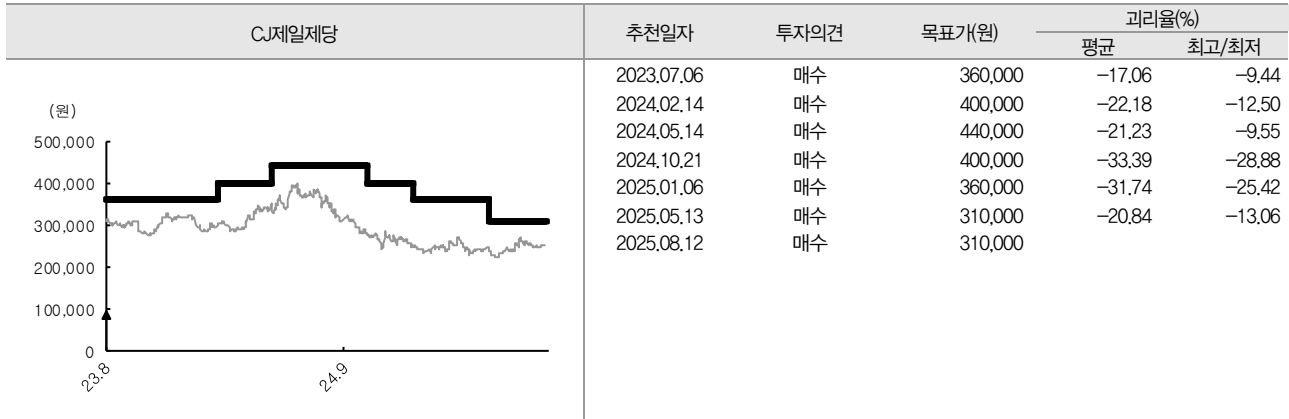 CJ제일제당
(원)
500,000
400,000
300,000
200,000
100,000
0
23.8
24.9
추천일자 투자의견 목표가(원) 괴리율(%)
평균 최고/최저
2023.07.06 매수 360,000 -17.06 -9.44
2024.02.14 매수 400,000 -22.18 -12.50
2024.05.14 매수 440,000 -21.23 -9.55
2024.10.21 매수 400,000 -33.39 -28.88
2025.01.06 매수 360,000 -31.74 -25.42
2025.05.13 매수 310,000 -20.84 -13.06
2025.08.12 매수 310,000